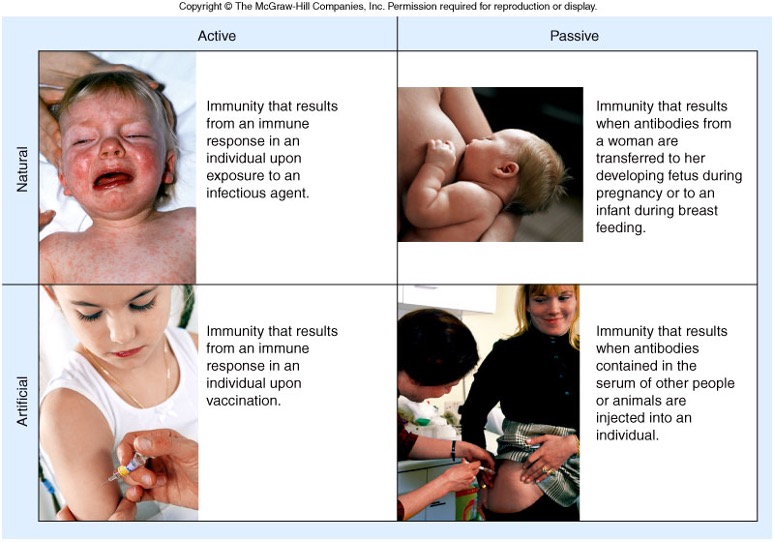 Copyright © The McGraw-Hill Companies, Inc. Permission required for reproduction or display.
Active
Passive
Natural
Immunity that results
from an immune
response in an
individual upon
exposure to an
infectious agent.
Immunity that results
when antibodies from
a woman are
transferred to her
developing fetus during
pregnancy or to an
infant during breast
feeding.
Artificial
Immunity that results
from an immune
response in an
individual upon
vaccination.
Immunity that results
when antibodies
contained in the
serum of other people
or animals are
injected into an
individual.